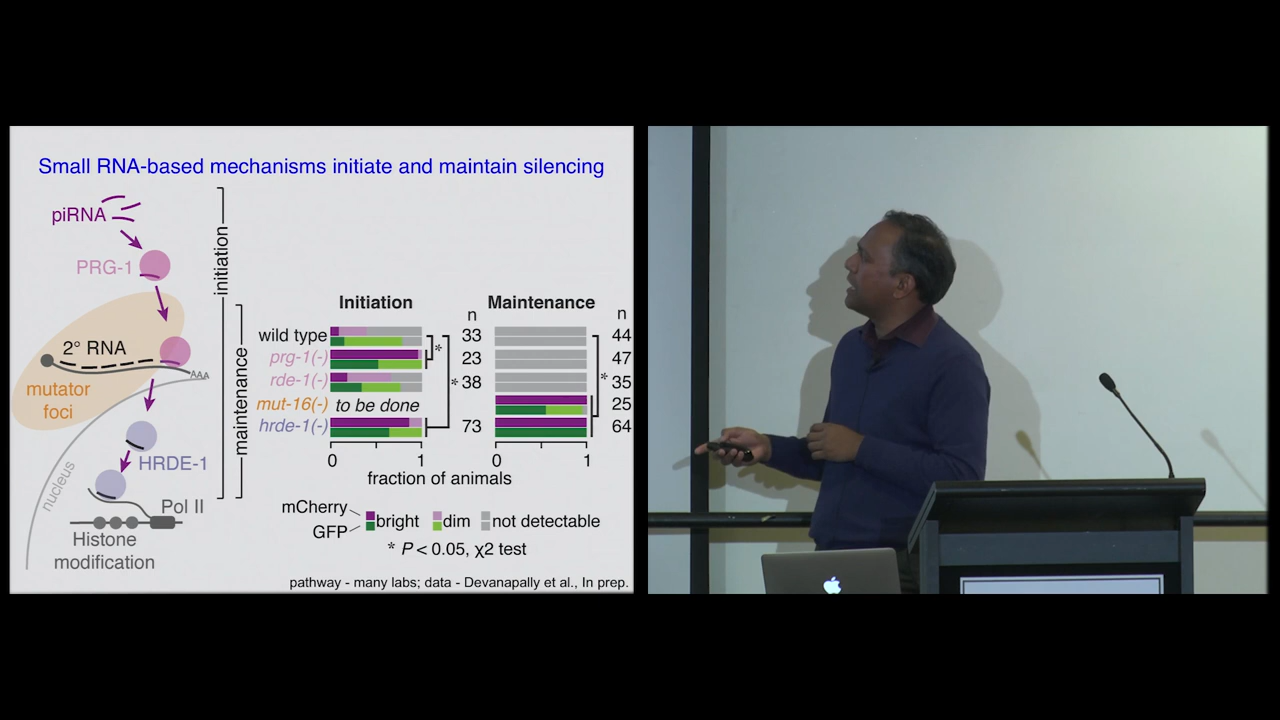 Small RNA-based mechanisms initiate and maintain silencing
piRNA
PRG-1
2° RNA
AAA
mutator
foci
nucleus
HRDE-1
Pol II
Histone
modification
initiation
maintenance
Initiation
Maintenance
n
n
wild type
33
44
prg-1(-)
23
47
rde-1(-)
38
35
mut-16(-)
to be done
25
hrde-1(-)
73
64
*
*
*
0
1
0
1
fraction of animals
mCherry
GFP
bright
dim
not detectable
* P < 0.05, χ2 test
pathway - many labs; data - Devanapally et al., In prep.